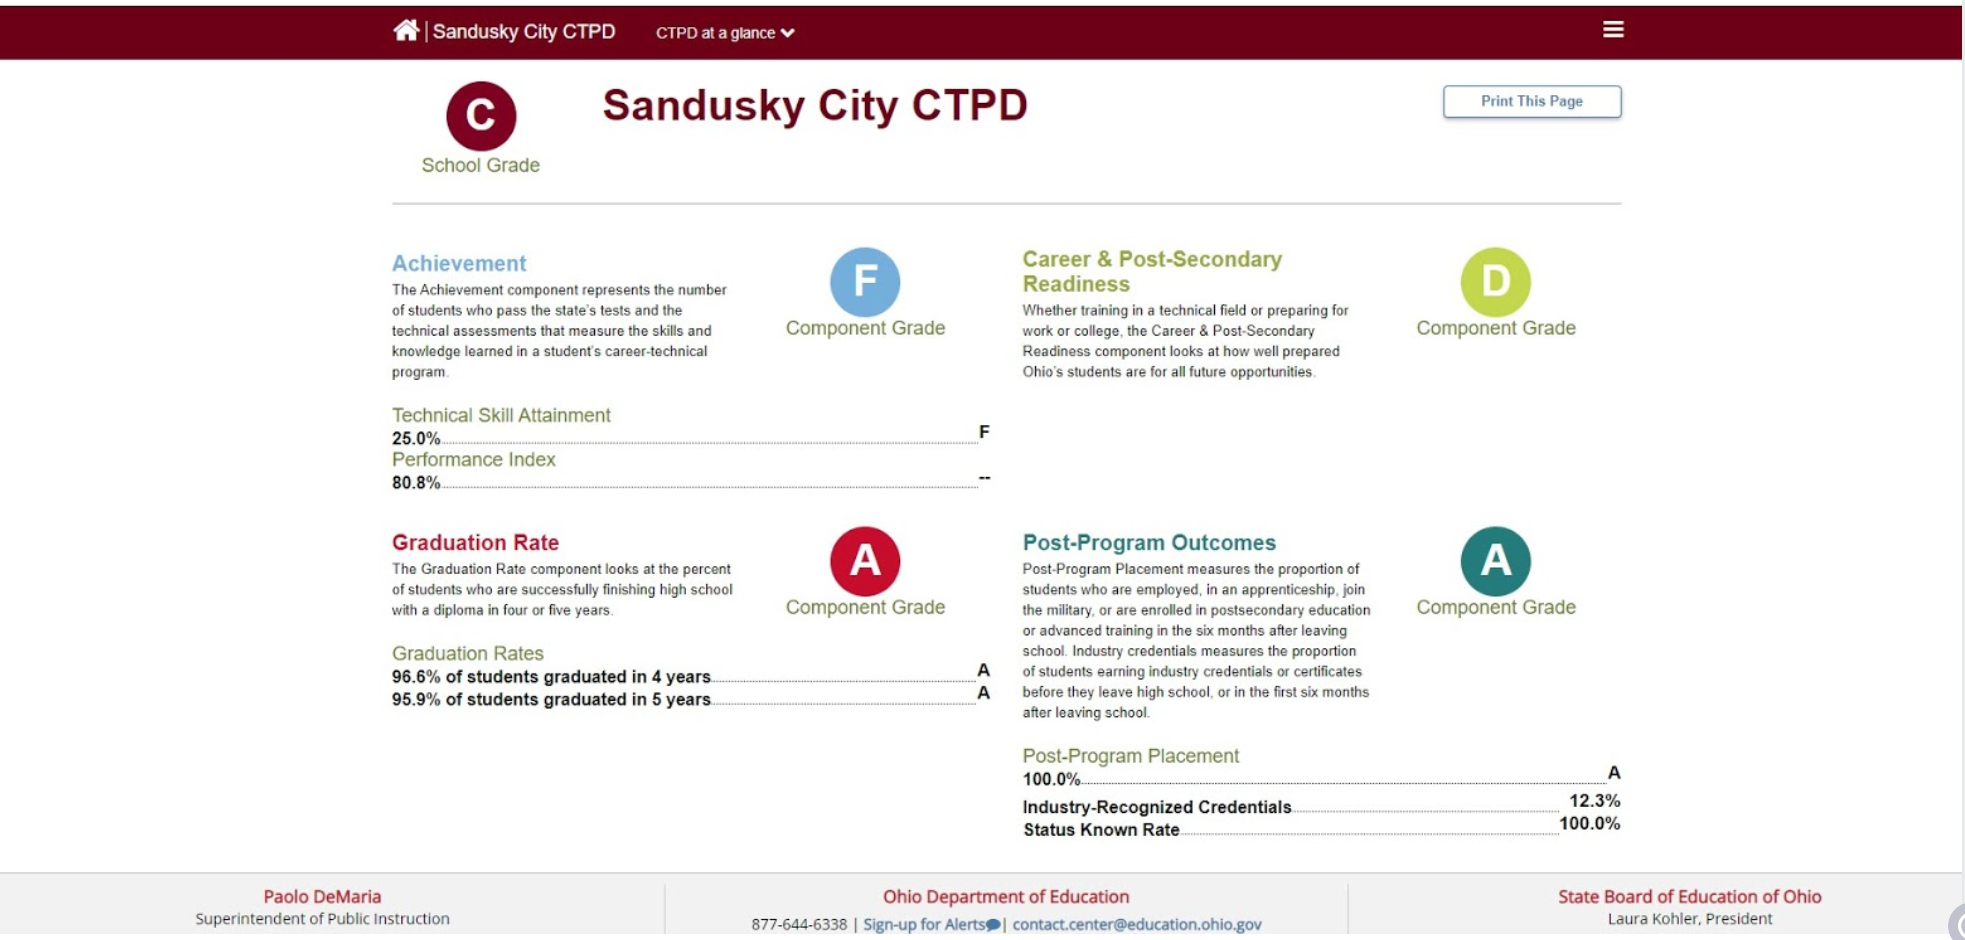 Sandusky City CTPD
CTPD at a glance
C
School Grade
Sandusky City CTPD
Print This Page
Achievement
The Achievement component represents the number
of students who pass the state's tests and the
technical assessments that measure the skills and
knowledge learned in a student's career-technical
program.
F
Component Grade
Technical Skill Attainment
25.0% F
Performance Index
80.8% --
Career & Post-Secondary
Readiness
Whether training in a technical field or preparing for
work or college, the Career & Post-Secondary
Readiness component looks at how well prepared
Ohio's students are for all future opportunities.
D
Component Grade
Graduation Rate
The Graduation Rate component looks at the percent
of students who are successfully finishing high school
with a diploma in four or five years.
A
Component Grade
Graduation Rates
96.6% of students graduated in 4 years A
95.9% of students graduated in 5 years A
Post-Program Outcomes
Post-Program Placement measures the proportion of
students who are employed, in an apprenticeship, join
the military, or are enrolled in postsecondary education
or advanced training in the six months after leaving
school. Industry credentials measures the proportion
of students earning industry credentials or certificates
before they leave high school, or in the first six months
after leaving school.
A
Component Grade
Post-Program Placement
100.0% A
Industry-Recognized Credentials 12.3%
Status Known Rate 100.0%
Paolo DeMaria
Superintendent of Public Instruction
Ohio Department of Education
877-644-6338 | Sign-up for Alerts | contact.center@education.ohio.gov
State Board of Education of Ohio
Laura Kohler, President